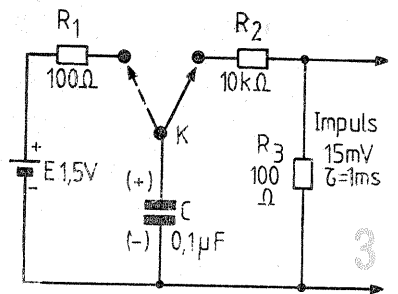 R1
100Ω
R2
10kΩ
K
+
E 1,5V
-
(+)
C
(-)
0,1µF
R3
100
Ω
Impuls
15mV
τ=1ms
3